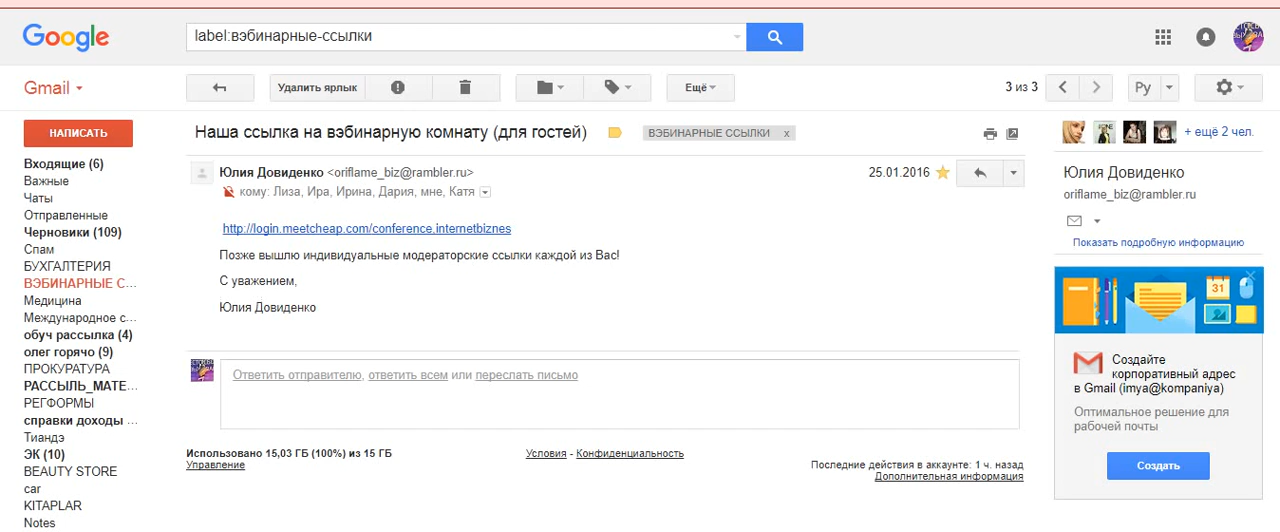 Google
label:вэбинарные-ссылки
Gmail
Удалить ярлык
Ещё
3 из 3
Ру
НАПИСАТЬ
Входящие (6)
Важные
Чаты
Отправленные
Черновики (109)
Спам
БУХГАЛТЕРИЯ
ВЭБИНАРНЫЕ С...
Медицина
Международное с...
обуч рассылка (4)
олег горячо (9)
ПРОКУРАТУРА
РАССЫЛЬ_МАТЕ...
РЕГФОРМЫ
справки доходы ...
Тиандэ
ЭК (10)
BEAUTY STORE
car
KITAPLAR
Notes
Наша ссылка на вэбинарную комнату (для гостей)
ВЭБИНАРНЫЕ ССЫЛКИ x
Юлия Довиденко <oriflame_biz@rambler.ru>
25.01.2016
кому: Лиза, Ира, Ирина, Дария, мне, Катя
http://login.meetcheap.com/conference,internetbiznes
Позже вышлю индивидуальные модераторские ссылки каждой из Вас!
С уважением,
Юлия Довиденко
Ответить отправителю, ответить всем или переслать письмо
Использовано 15,03 ГБ (100%) из 15 ГБ
Управление
Условия - Конфиденциальность
Последние действия в аккаунте: 1 ч. назад
Дополнительная информация
+ ещё 2 чел.
Юлия Довиденко
oriflame_biz@rambler.ru
Показать подробную информацию
31
Создайте
корпоративный адрес
в Gmail (imya@kompaniya)
Оптимальное решение для
рабочей почты
Создать